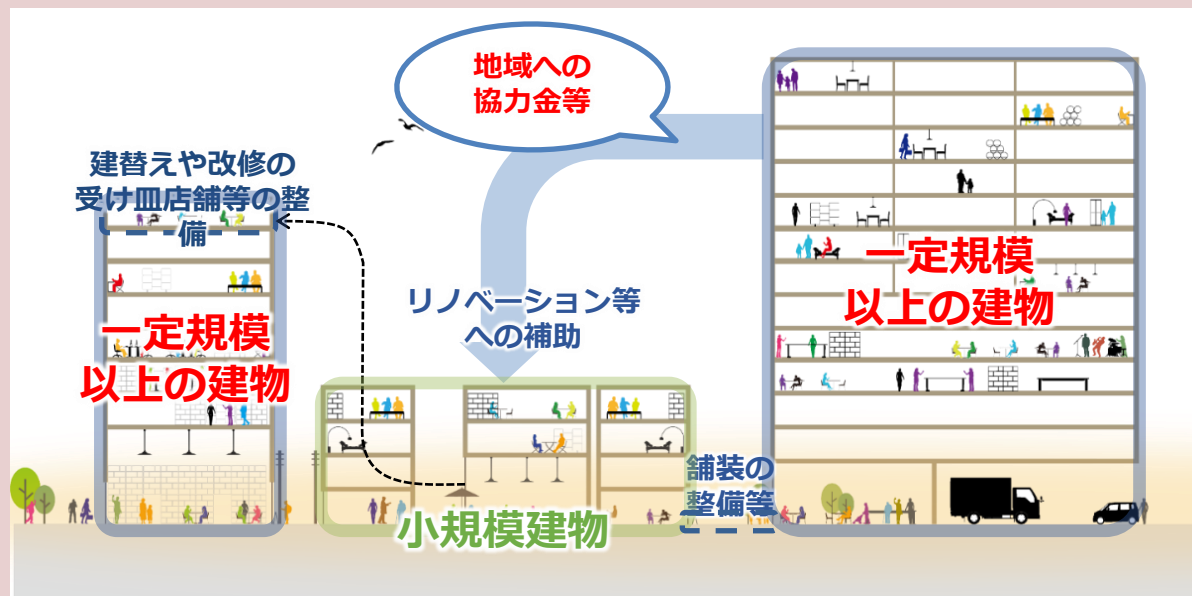 地域への
協力金等
建替えや改修の
受け皿店舗等の整
備
一定規模
以上の建物
リノベーション等
への補助
一定規模
以上の建物
舗装の
整備等
小規模建物